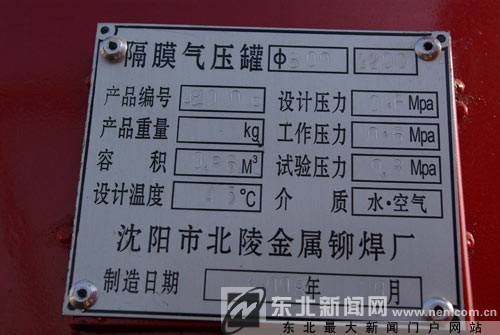 隔膜气压罐 Φ
产品编号 设计压力 Mpa
产品重量 kg 工作压力 Mpa
容 积 M³ 试验压力 Mpa
设计温度 ℃ 介 质 水·空气
沈阳市北陵金属铆焊厂
制造日期 年 月
东北新闻网
www.nen.com.cn
东北最大新闻门户网站